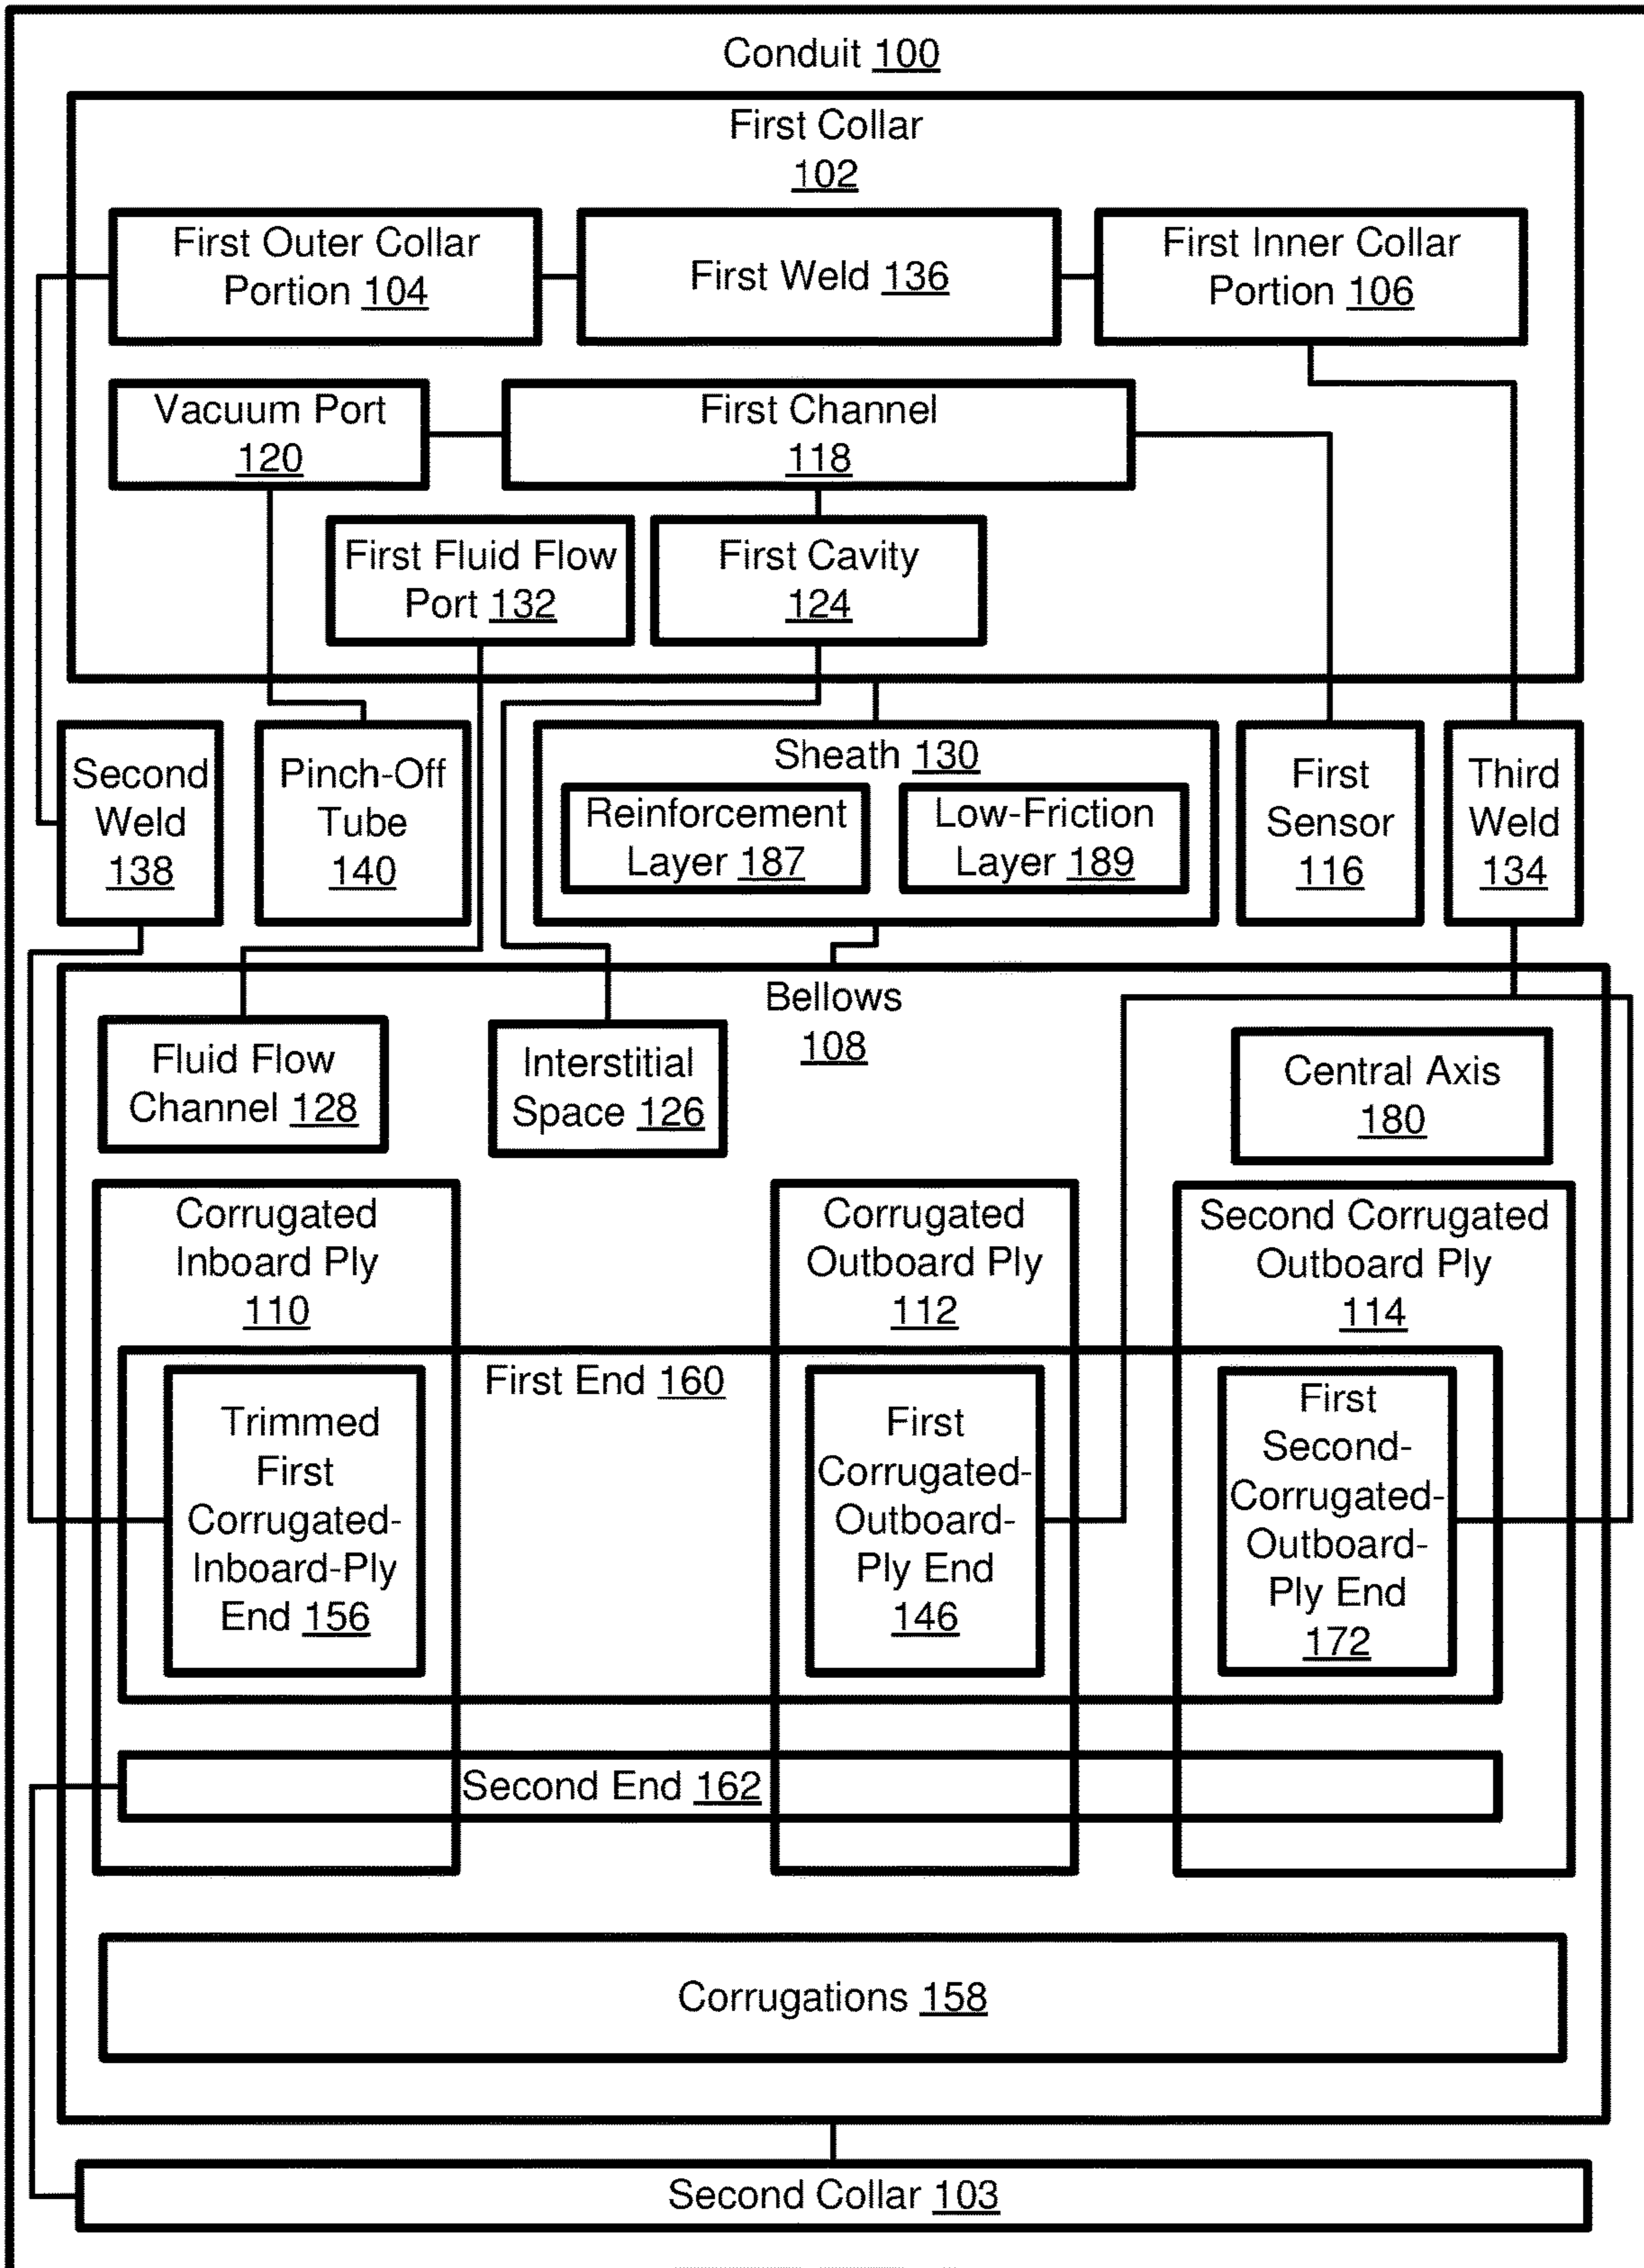 Conduit 100
First Collar
102
First Outer Collar
Portion 104
First Weld 136
First Inner Collar
Portion 106
Vacuum Port
120
First Channel
118
First Fluid Flow
Port 132
First Cavity
124
Second
Weld
138
Pinch-Off
Tube
140
Sheath 130
Reinforcement
Layer 187
Low-Friction
Layer 189
First
Sensor
116
Third
Weld
134
Bellows
108
Fluid Flow
Channel 128
Interstitial
Space 126
Central Axis
180
Corrugated
Inboard Ply
110
Corrugated
Outboard Ply
112
Second Corrugated
Outboard Ply
114
First End 160
Trimmed
First
Corrugated-
Inboard-Ply
End 156
First
Corrugated-
Outboard-
Ply End
146
First
Second-
Corrugated-
Outboard-
Ply End
172
Second End 162
Corrugations 158
Second Collar 103